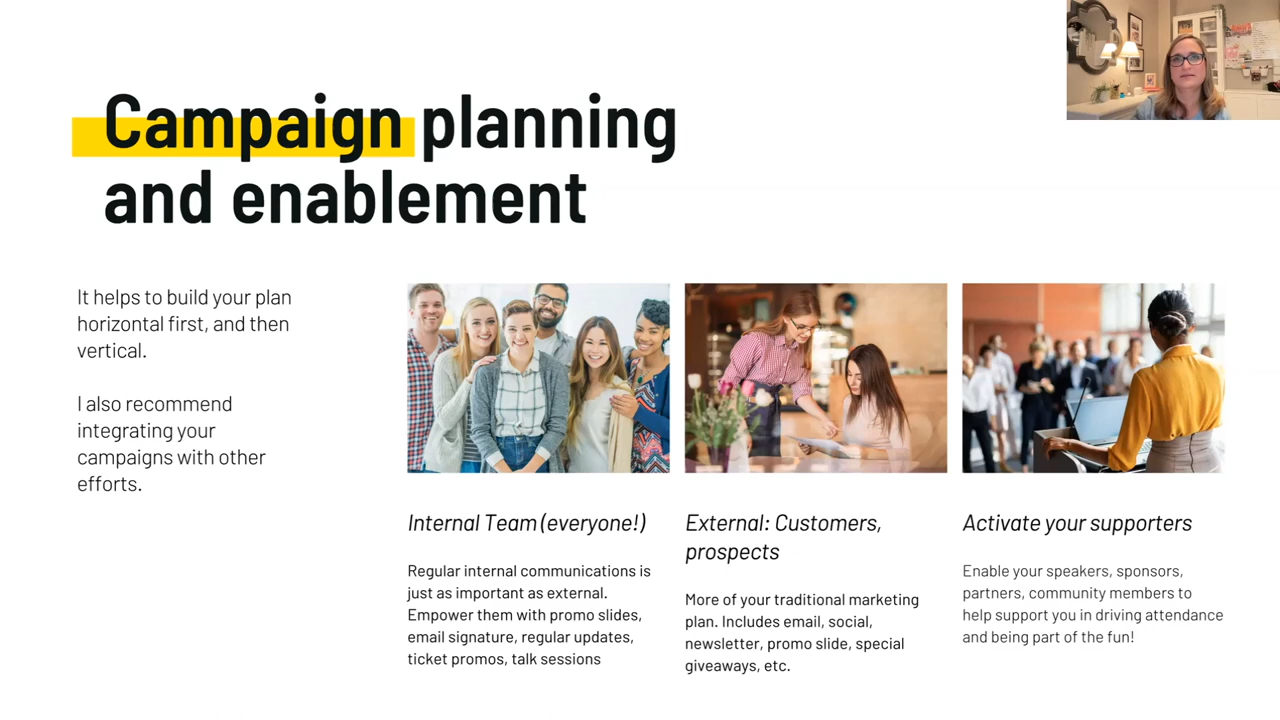 Campaign planning
and enablement
It helps to build your plan
horizontal first, and then
vertical.
I also recommend
integrating your
campaigns with other
efforts.
Internal Team (everyone!)
Regular internal communications is
just as important as external.
Empower them with promo slides,
email signature, regular updates,
ticket promos, talk sessions
External: Customers,
prospects
More of your traditional marketing
plan. Includes email, social,
newsletter, promo slide, special
giveaways, etc.
Activate your supporters
Enable your speakers, sponsors,
partners, community members to
help support you in driving attendance
and being part of the fun!